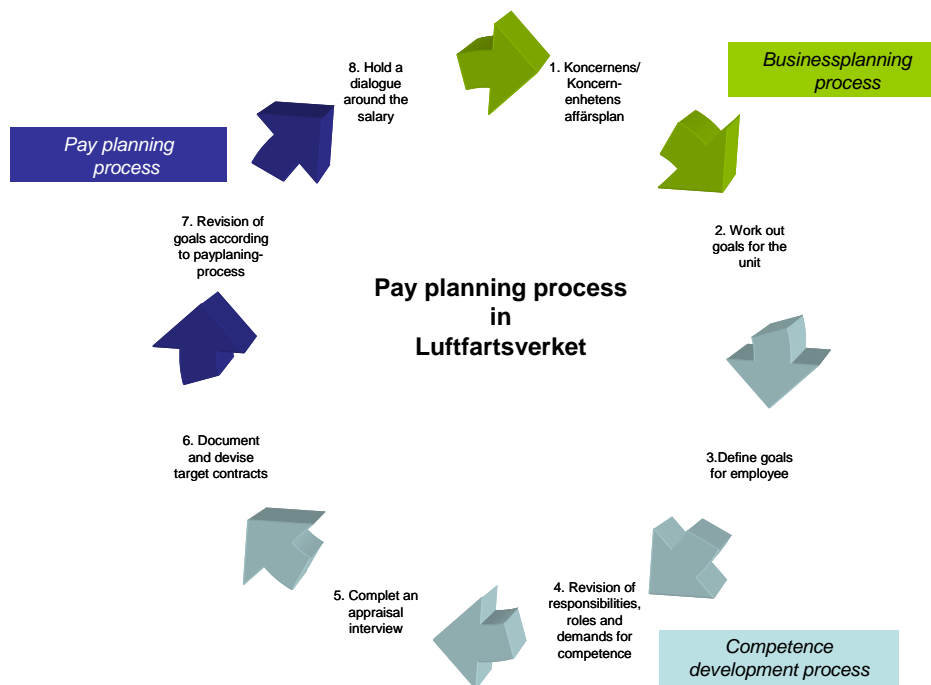 Pay planning process
in
Luftfartsverket
1. Koncernens/
Koncern-
enhetens
affärsplan
Businessplanning
process
2. Work out
goals for the
unit
3.Define goals
for employee
4. Revision of
responsibilities,
roles and
demands for
competence
Competence
development process
5. Complet an
appraisal
interview
6. Document
and devise
target contracts
7. Revision of
goals according
to payplaning-
process
Pay planning
process
8. Hold a
dialogue
around the
salary